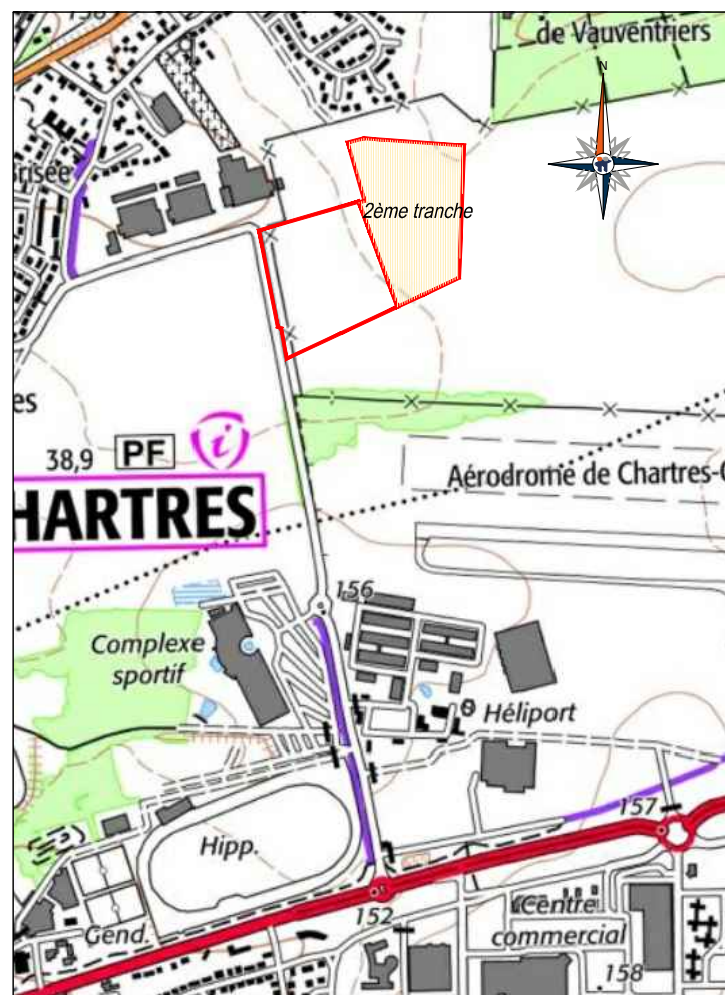 de Vauventriers
N
Brisée
2ème tranche
es
38,9 PF i
HARTRES
Aérodrome de Chartres-C
156
Complexe
sportif
Héliport
157
Hipp.
152
Gend.
Centre
commercial
158